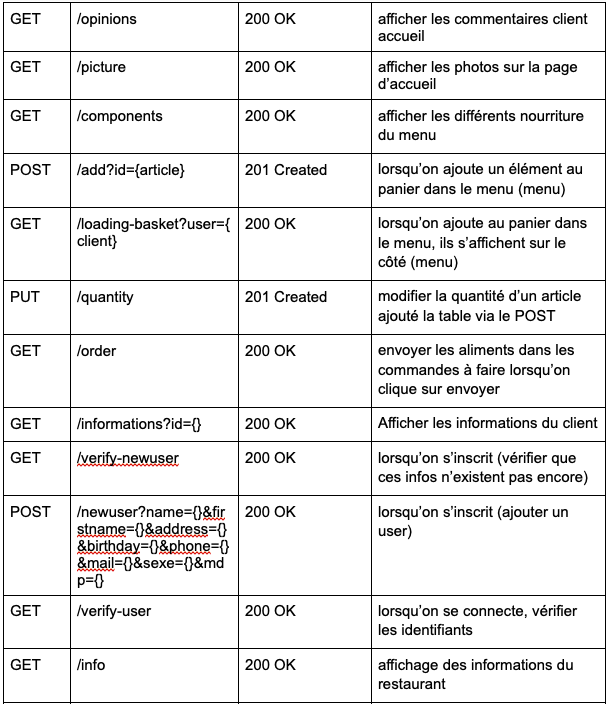 GET /opinions 200 OK afficher les commentaires client
accueil
GET /picture 200 OK afficher les photos sur la page
d'accueil
GET /components 200 OK afficher les différents nourriture
du menu
POST /add?id={article} 201 Created lorsqu'on ajoute un élément au
panier dans le menu (menu)
GET /loading-basket?user={ 200 OK lorsqu'on ajoute au panier dans
client} le menu, ils s'affichent sur le
côté (menu)
PUT /quantity 201 Created modifier la quantité d'un article
ajouté la table via le POST
GET /order 200 OK envoyer les aliments dans les
commandes à faire lorsqu'on
clique sur envoyer
GET /informations?id={} 200 OK Afficher les informations du client
GET /verify-newuser 200 OK lorsqu'on s'inscrit (vérifier que
ces infos n'existent pas encore)
POST /newuser?name={}&fir 200 OK lorsqu'on s'inscrit (ajouter un
stname={}&address={} user)
&birthday={}&phone={}
&mail={}&sexe={}&md
p={}
GET /verify-user 200 OK lorsqu'on se connecte, vérifier
les identifiants
GET /info 200 OK affichage des informations du
restaurant